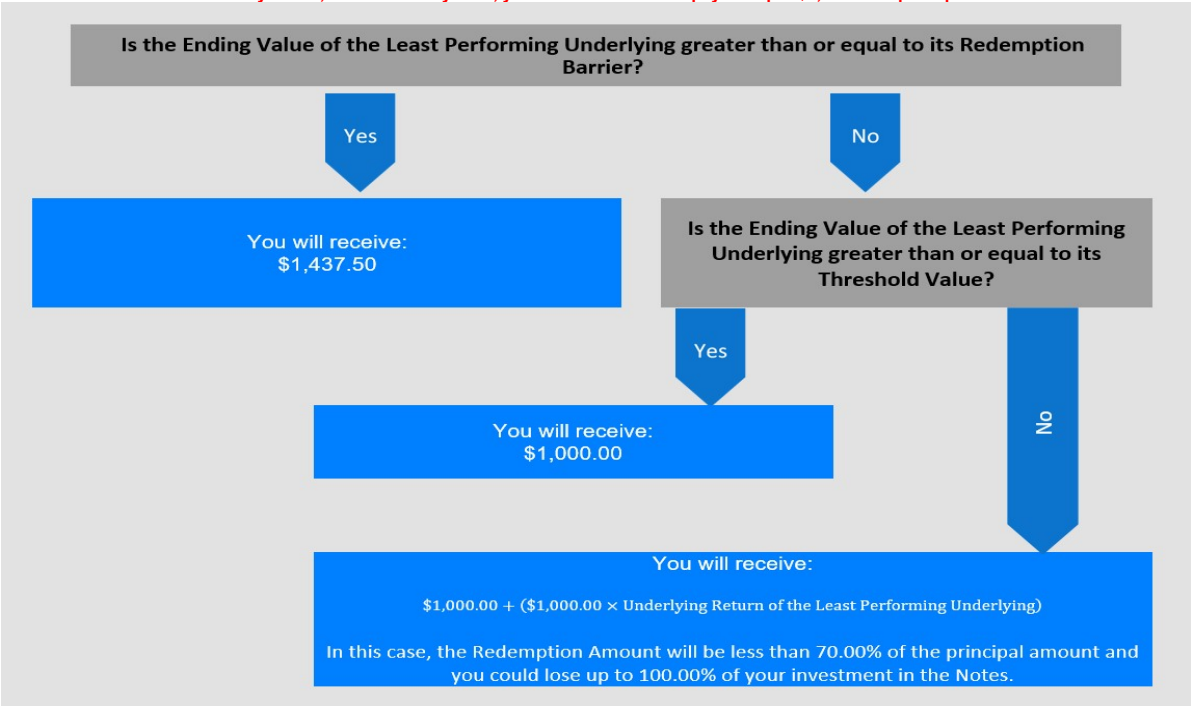 Is the Ending Value of the Least Performing Underlying greater than or equal to its Redemption
Barrier?
Yes
No
You will receive:
$1,437.50
Is the Ending Value of the Least Performing
Underlying greater than or equal to its
Threshold Value?
Yes
No
You will receive:
$1,000.00
You will receive:
$1,000.00 + ($1,000.00 × Underlying Return of the Least Performing Underlying)
In this case, the Redemption Amount will be less than 70.00% of the principal amount and
you could lose up to 100.00% of your investment in the Notes.